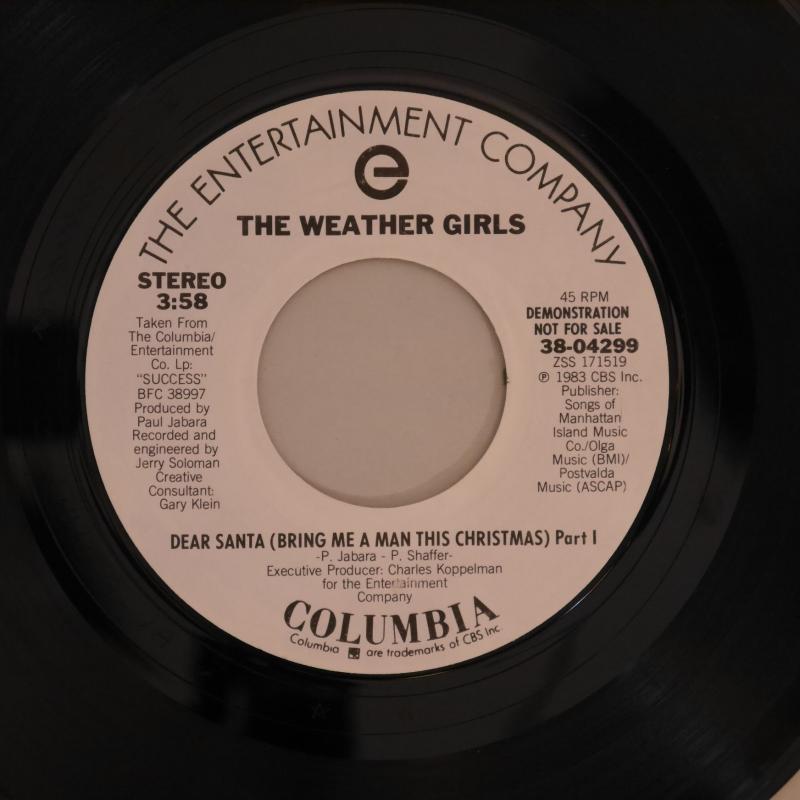 THE ENTERTAINMENT COMPANY
e
THE WEATHER GIRLS
STEREO
3:58
Taken From
The Columbia/
Entertainment
Co. Lp:
"SUCCESS"
BFC 38997
Produced by
Paul Jabara
Recorded and
engineered by
Jerry Soloman
Creative
Consultant:
Gary Klein
45 RPM
DEMONSTRATION
NOT FOR SALE
38-04299
ZSS 171519
℗ 1983 CBS Inc.
Publisher:
Songs of
Manhattan
Island Music
Co./Olga
Music (BMI)/
Postvalda
Music (ASCAP)
DEAR SANTA (BRING ME A MAN THIS CHRISTMAS) Part I
-P. Jabara - P. Shaffer-
Executive Producer: Charles Koppelman
for the Entertainment
Company
COLUMBIA
Columbia are trademarks of CBS Inc.